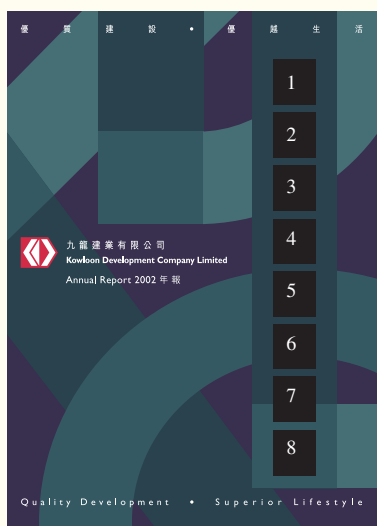 優質建設 • 優越生活
1
2
3
4
5
6
7
8
九龍建業有限公司
Kowloon Development Company Limited
Annual Report 2002 年報
Quality Development • Superior Lifestyle